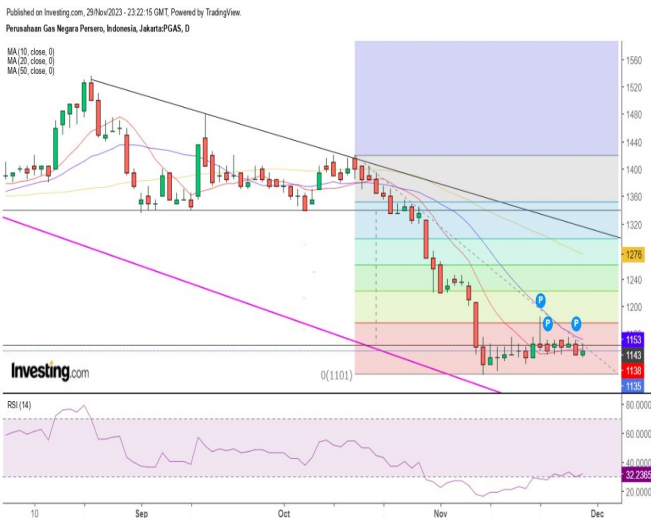 Published on Investing.com, 29/Nov/2023 - 23:22:15 GMT, Powered by TradingView.
Perusahaan Gas Negara Persero, Indonesia, Jakarta:PGAS, D
MA (10, close, 0)
MA (20, close, 0)
MA (50, close, 0)
1560
1520
1480
1440
1400
1360
1320
1276
1240
1200
P
P
P
1153
1143
1138
1135
0(1101)
Investing.com
RSI (14)
80.0000
60.0000
40.0000
32.2365
20.0000
10
Sep
Oct
Nov
Dec